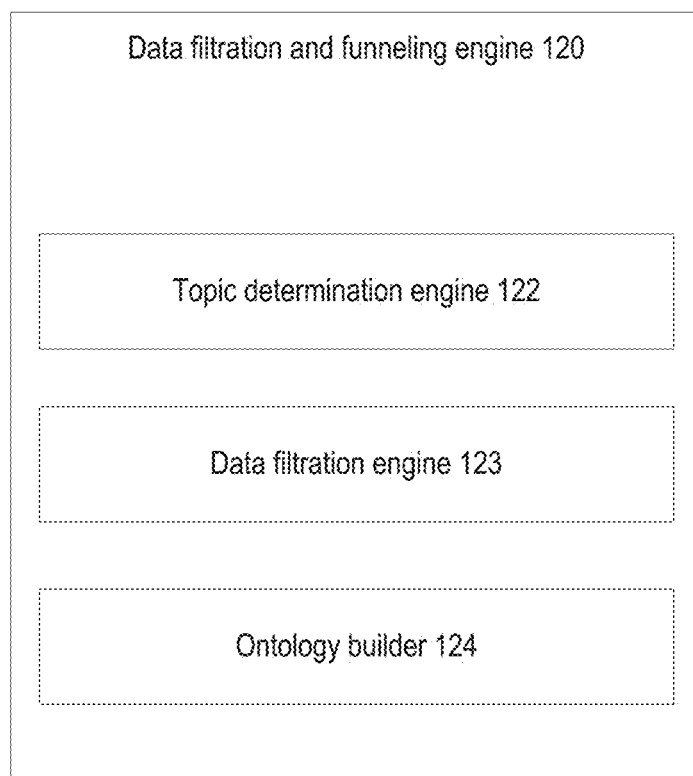 Data filtration and funneling engine 120
Topic determination engine 122
Data filtration engine 123
Ontology builder 124